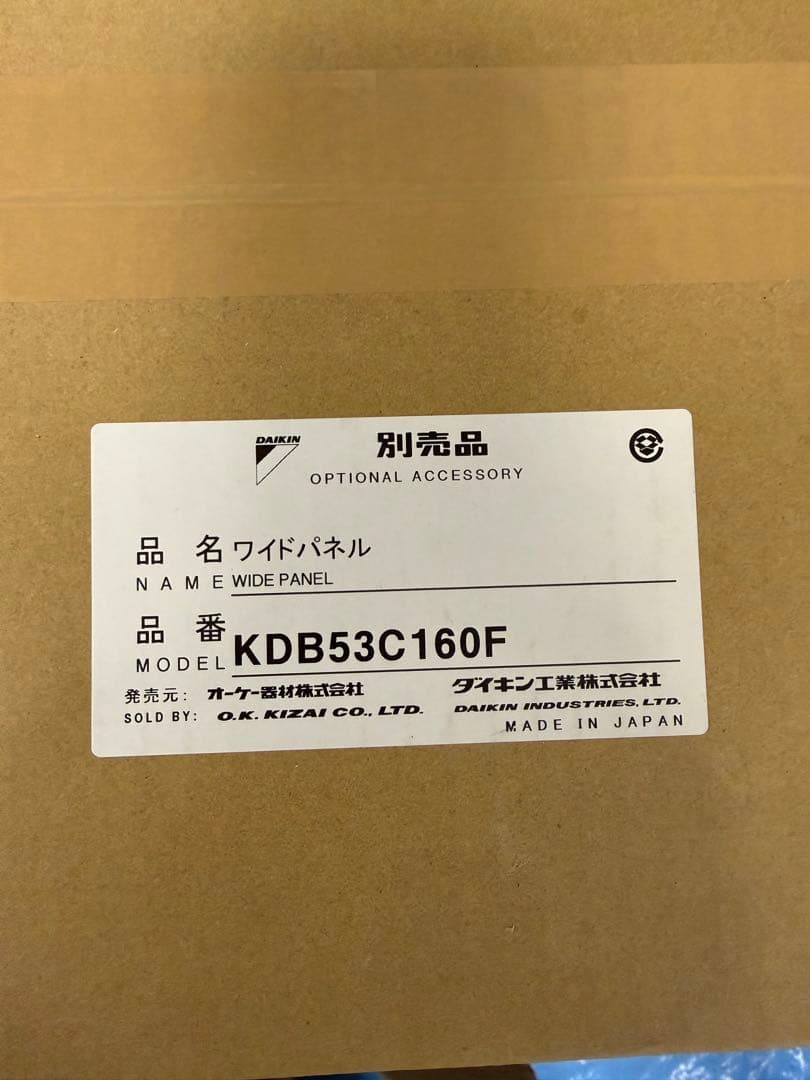 DAIKIN
別売品
OPTIONAL ACCESSORY
品 名 ワイドパネル
NAME WIDE PANEL
品 番
MODEL KDB53C160F
発売元: オーケー器材株式会社 ダイキン工業株式会社
SOLD BY: O.K. KIZAI CO., LTD. DAIKIN INDUSTRIES, LTD.
MADE IN JAPAN